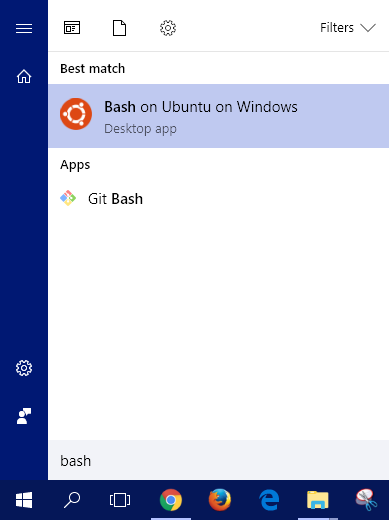 Filters
Best match
Bash on Ubuntu on Windows
Desktop app
Apps
Git Bash
bash